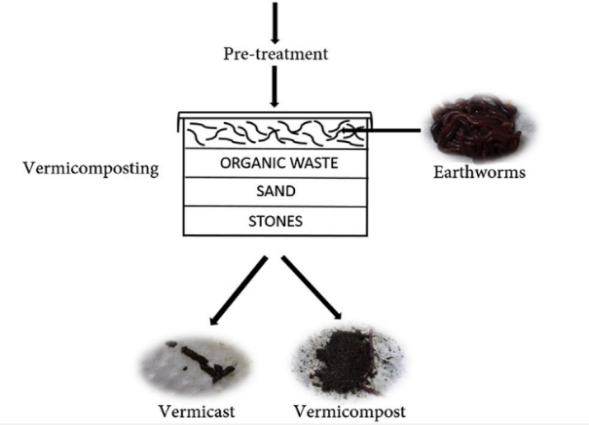 Pre-treatment
Vermicomposting
ORGANIC WASTE
SAND
STONES
Earthworms
Vermicast
Vermicompost